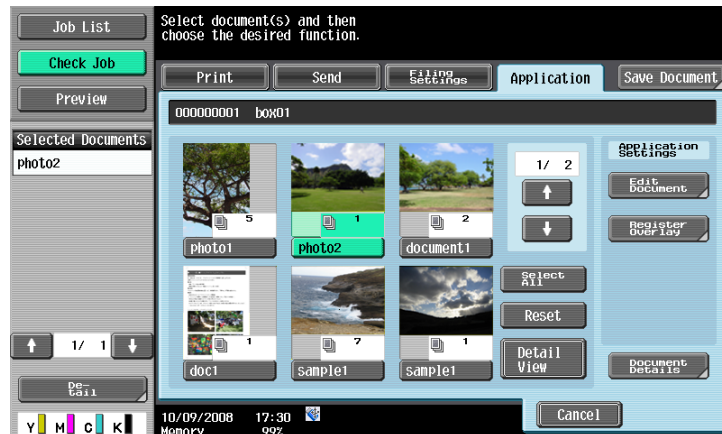 Job List
Check Job
Preview
Selected Documents
photo2
1/ 1
De-
tail
Y M C K
Select document(s) and then
choose the desired function.
Print
Send
Filing
Settings
Application
Save Document
000000001 box01
5
photo1
1
photo2
2
document1
1
doc1
7
sample1
1
sample1
1/ 2
Select
All
Reset
Detail
View
Application
Settings
Edit
Document
Register
Overlay
Document
Details
Cancel
10/09/2008 17:30
Memory 99%